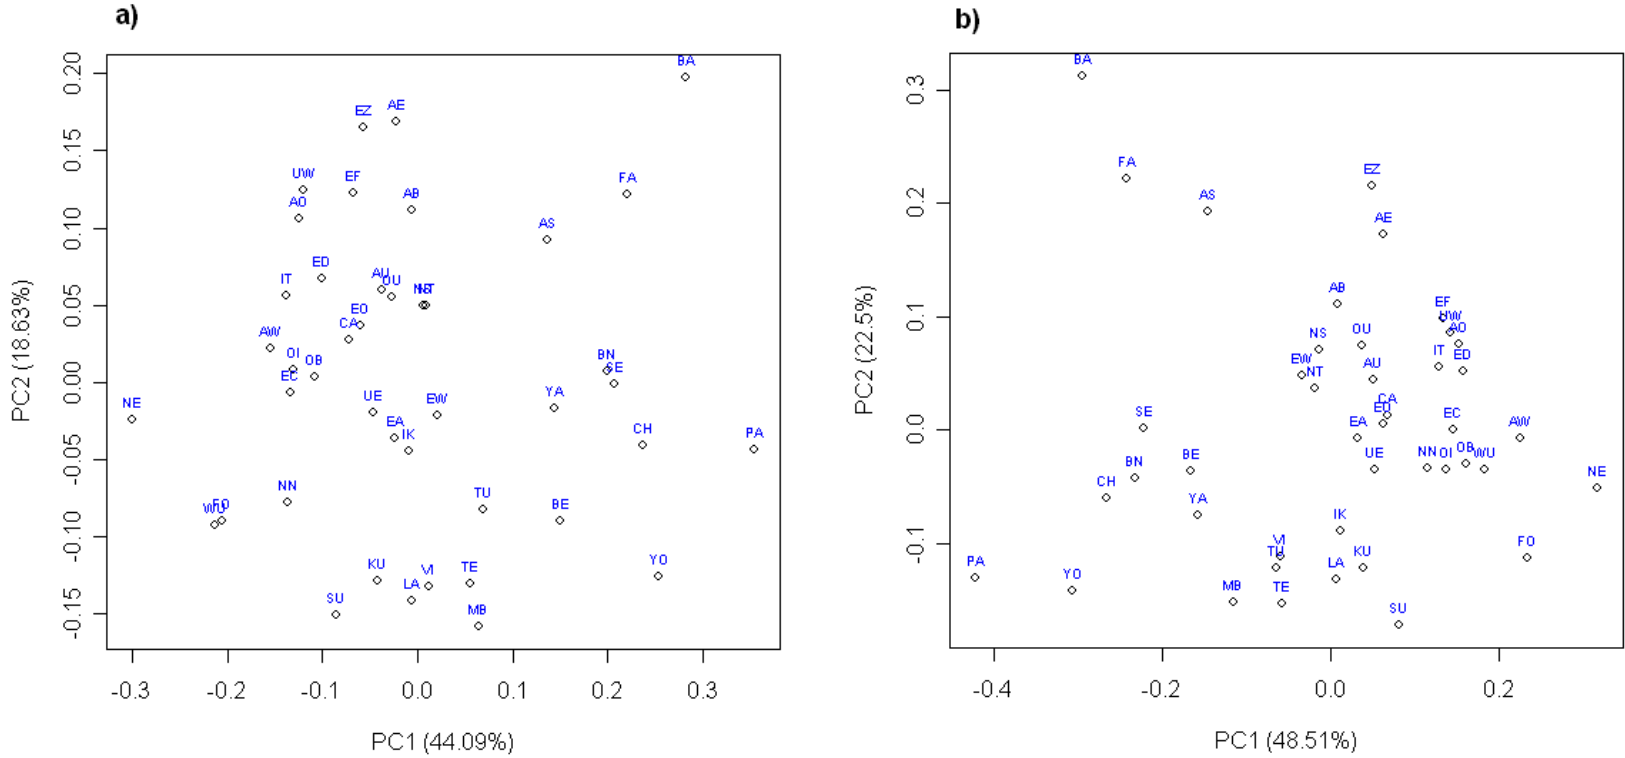 a)
BA
AE
EZ
UW
EF
FA
AO
AB
AS
ED
IT
AU
OU
NT
EO
CA
AW
OI
OB
BN
SE
EC
UE
EW
YA
NE
EA
IK
CH
PA
NN
TU
BE
WU
FO
KU
VI
TE
YO
LA
SU
MB
0.20
0.15
0.10
0.05
0.00
-0.05
-0.10
-0.15
PC2 (18.63%)
-0.3
-0.2
-0.1
0.0
0.1
0.2
0.3
PC1 (44.09%)
b)
BA
FA
EZ
AS
AE
AB
EF
UW
AO
NS
OU
EW
NT
AU
IT
ED
CA
EO
SE
EA
EC
AW
BN
BE
UE
NN
OI
OB
WU
CH
YA
NE
IK
VI
TU
FO
PA
YO
LA
KU
MB
TE
SU
0.3
0.2
0.1
0.0
-0.1
PC2 (22.5%)
-0.4
-0.2
0.0
0.2
PC1 (48.51%)